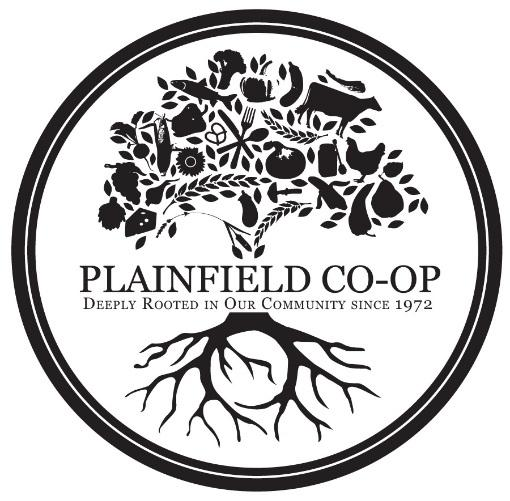 PLAINFIELD CO-OP
Deeply Rooted in Our Community since 1972